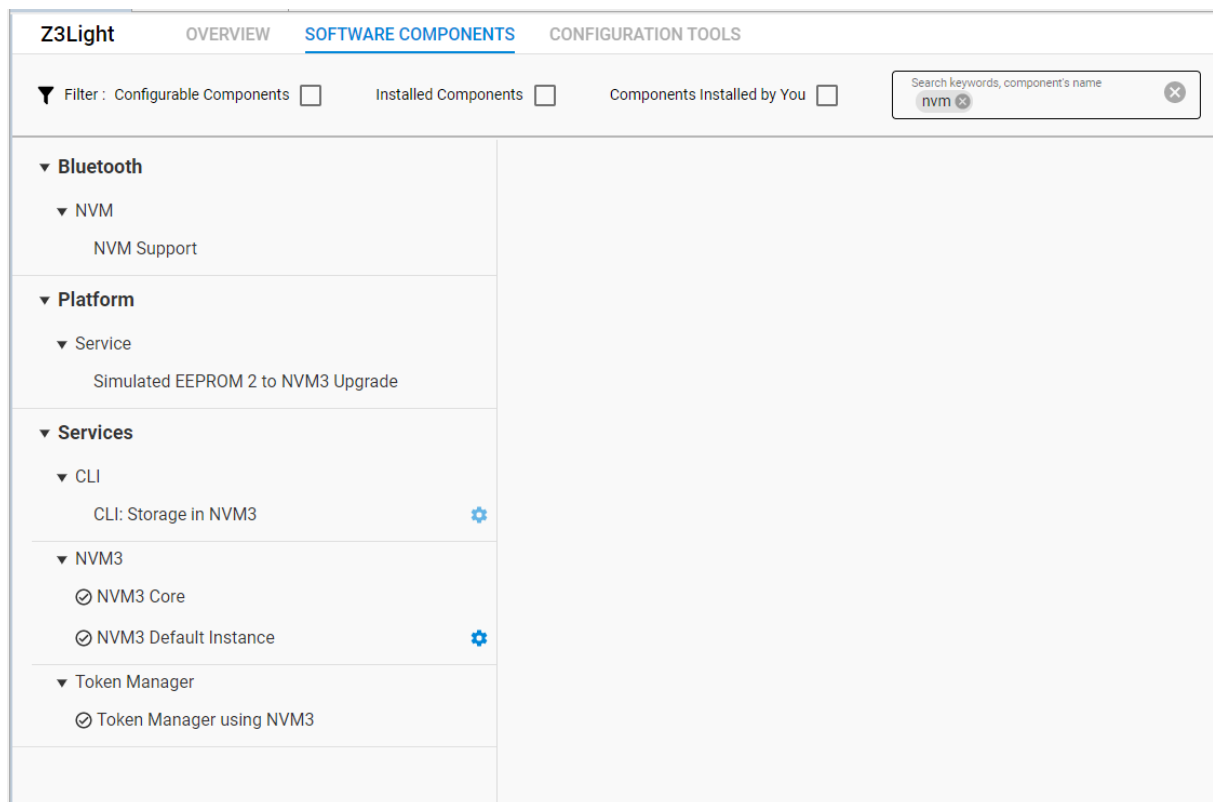 Z3Light OVERVIEW SOFTWARE COMPONENTS CONFIGURATION TOOLS
Filter : Configurable Components Installed Components Components Installed by You
Search keywords, component's name
nvm
Bluetooth
NVM
NVM Support
Platform
Service
Simulated EEPROM 2 to NVM3 Upgrade
Services
CLI
CLI: Storage in NVM3
NVM3
NVM3 Core
NVM3 Default Instance
Token Manager
Token Manager using NVM3